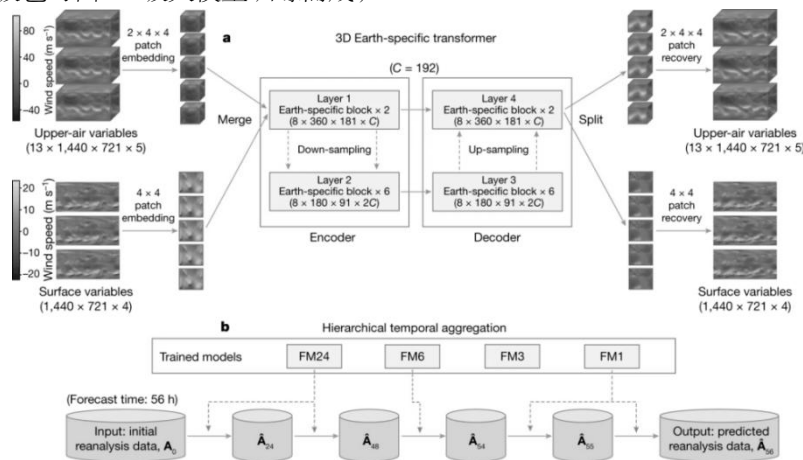 a
3D Earth-specific transformer
(C = 192)
80
40
0
−40
Wind speed (m s⁻¹)
2 × 4 × 4
patch
embedding
Upper-air variables
(13 × 1,440 × 721 × 5)
20
10
0
−10
−20
Wind speed (m s⁻¹)
4 × 4
patch
embedding
Surface variables
(1,440 × 721 × 4)
Merge
Layer 1
Earth-specific block × 2
(8 × 360 × 181 × C)
Down-sampling
Layer 2
Earth-specific block × 6
(8 × 180 × 91 × 2C)
Encoder
Layer 4
Earth-specific block × 2
(8 × 360 × 181 × C)
Up-sampling
Layer 3
Earth-specific block × 6
(8 × 180 × 91 × 2C)
Decoder
Split
2 × 4 × 4
patch
recovery
Upper-air variables
(13 × 1,440 × 721 × 5)
4 × 4
patch
recovery
Surface variables
(1,440 × 721 × 4)
b
Hierarchical temporal aggregation
Trained models
FM24
FM6
FM3
FM1
(Forecast time: 56 h)
Input: initial
reanalysis data, A₀
Â₂₄
Â₄₈
Â₅₄
Â₅₅
Output: predicted
reanalysis data, Â₅₆